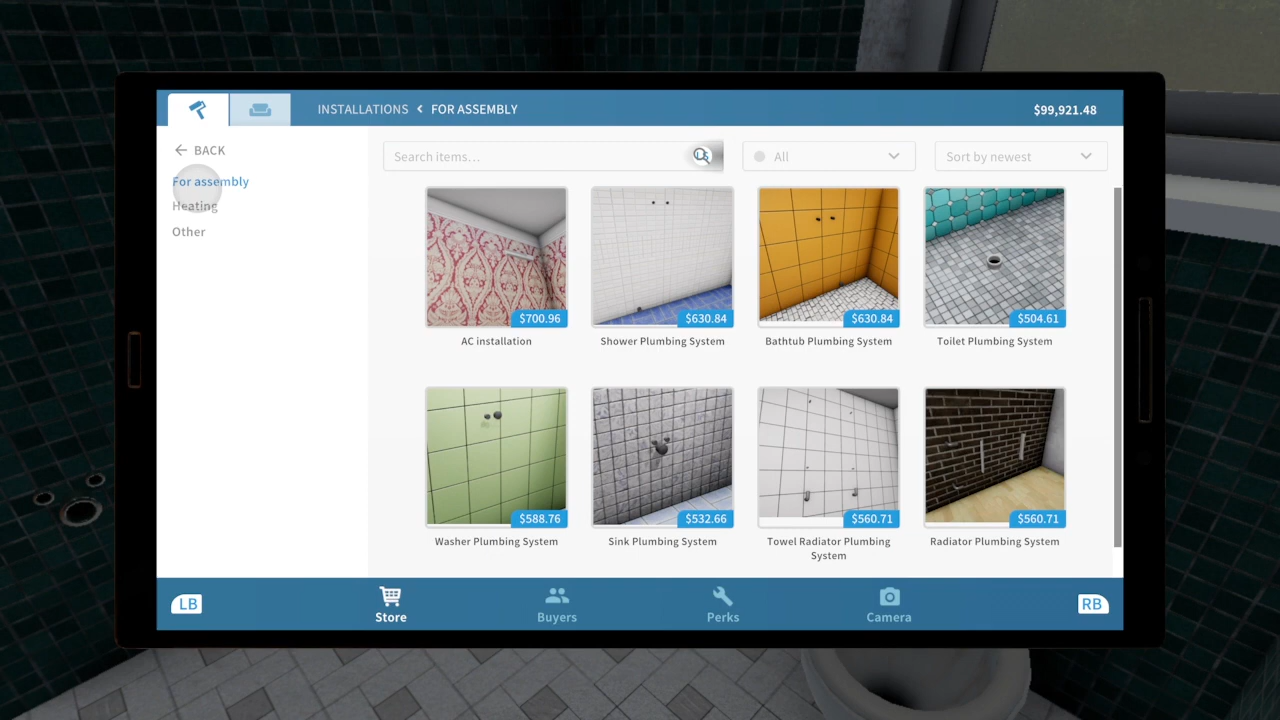 INSTALLATIONS < FOR ASSEMBLY
$99,921.48
BACK
For assembly
Heating
Other
Search items...
LS
All
Sort by newest
$700.96
$630.84
$630.84
$504.61
AC installation
Shower Plumbing System
Bathtub Plumbing System
Toilet Plumbing System
$588.76
$532.66
$560.71
$560.71
Washer Plumbing System
Sink Plumbing System
Towel Radiator Plumbing
System
Radiator Plumbing System
LB
Store
Buyers
Perks
Camera
RB